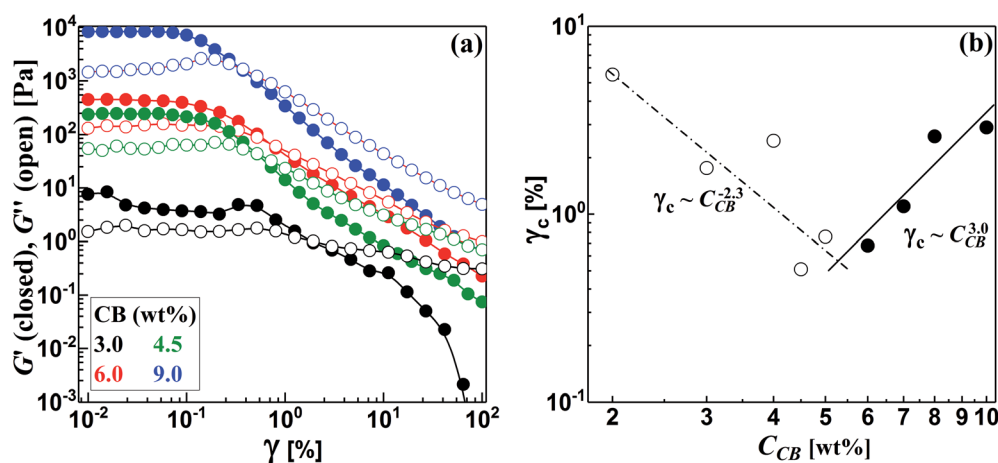 (a)
G' (closed), G'' (open) [Pa]
10^4
10^3
10^2
10^1
10^0
10^-1
10^-2
10^-3
CB (wt%)
3.0 4.5
6.0 9.0
10^-2 10^-1 10^0 10^1 10^2
γ [%]
(b)
γ_c [%]
10^1
10^0
10^-1
γ_c ~ C_CB^-2.3
γ_c ~ C_CB^3.0
2 3 4 5 6 7 8 9 10
C_CB [wt%]